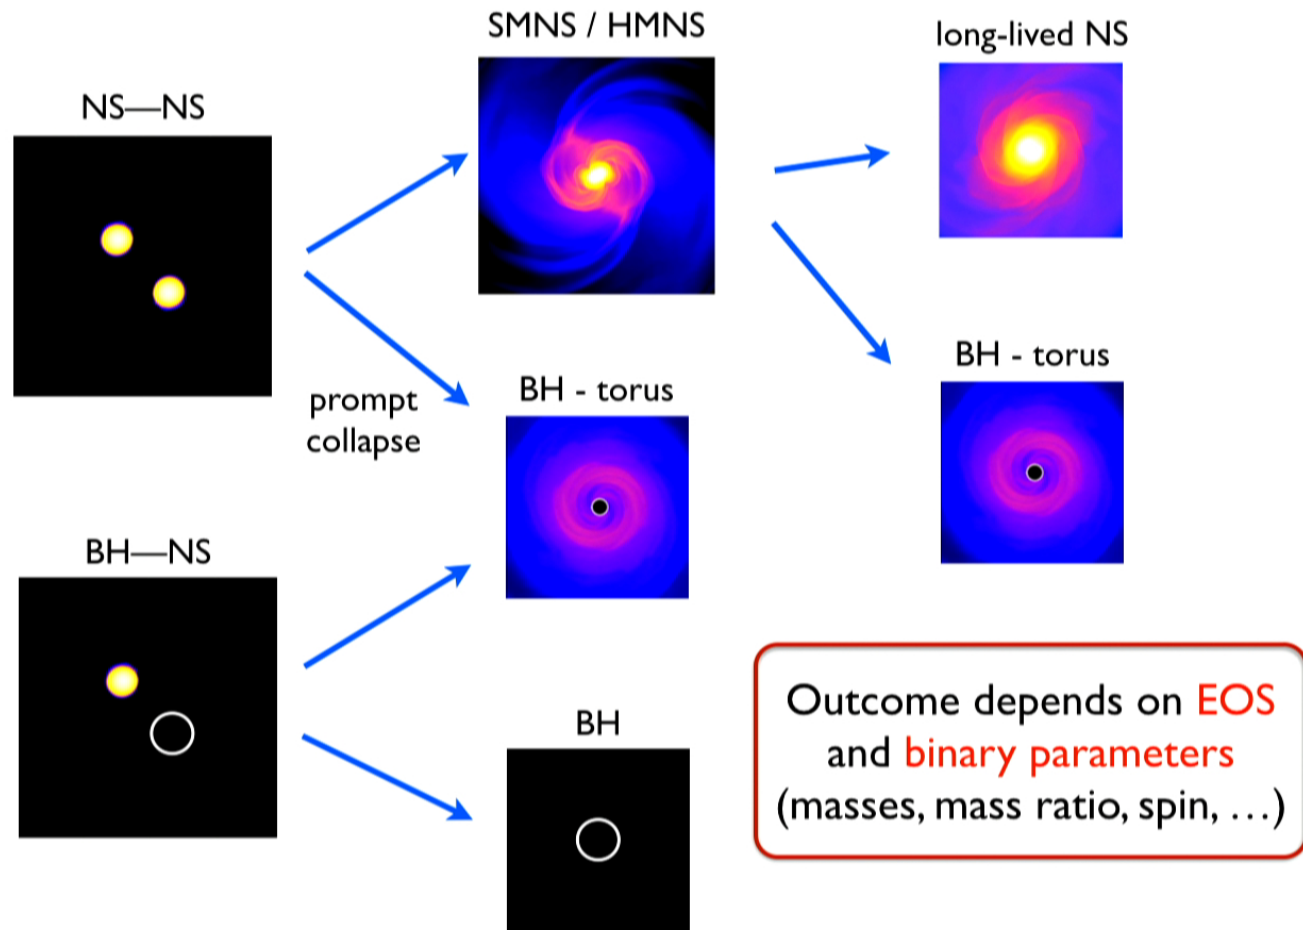 SMNS / HMNS
long-lived NS
NS—NS
BH - torus
prompt
collapse
BH - torus
BH—NS
BH
Outcome depends on EOS
and binary parameters
(masses, mass ratio, spin, …)